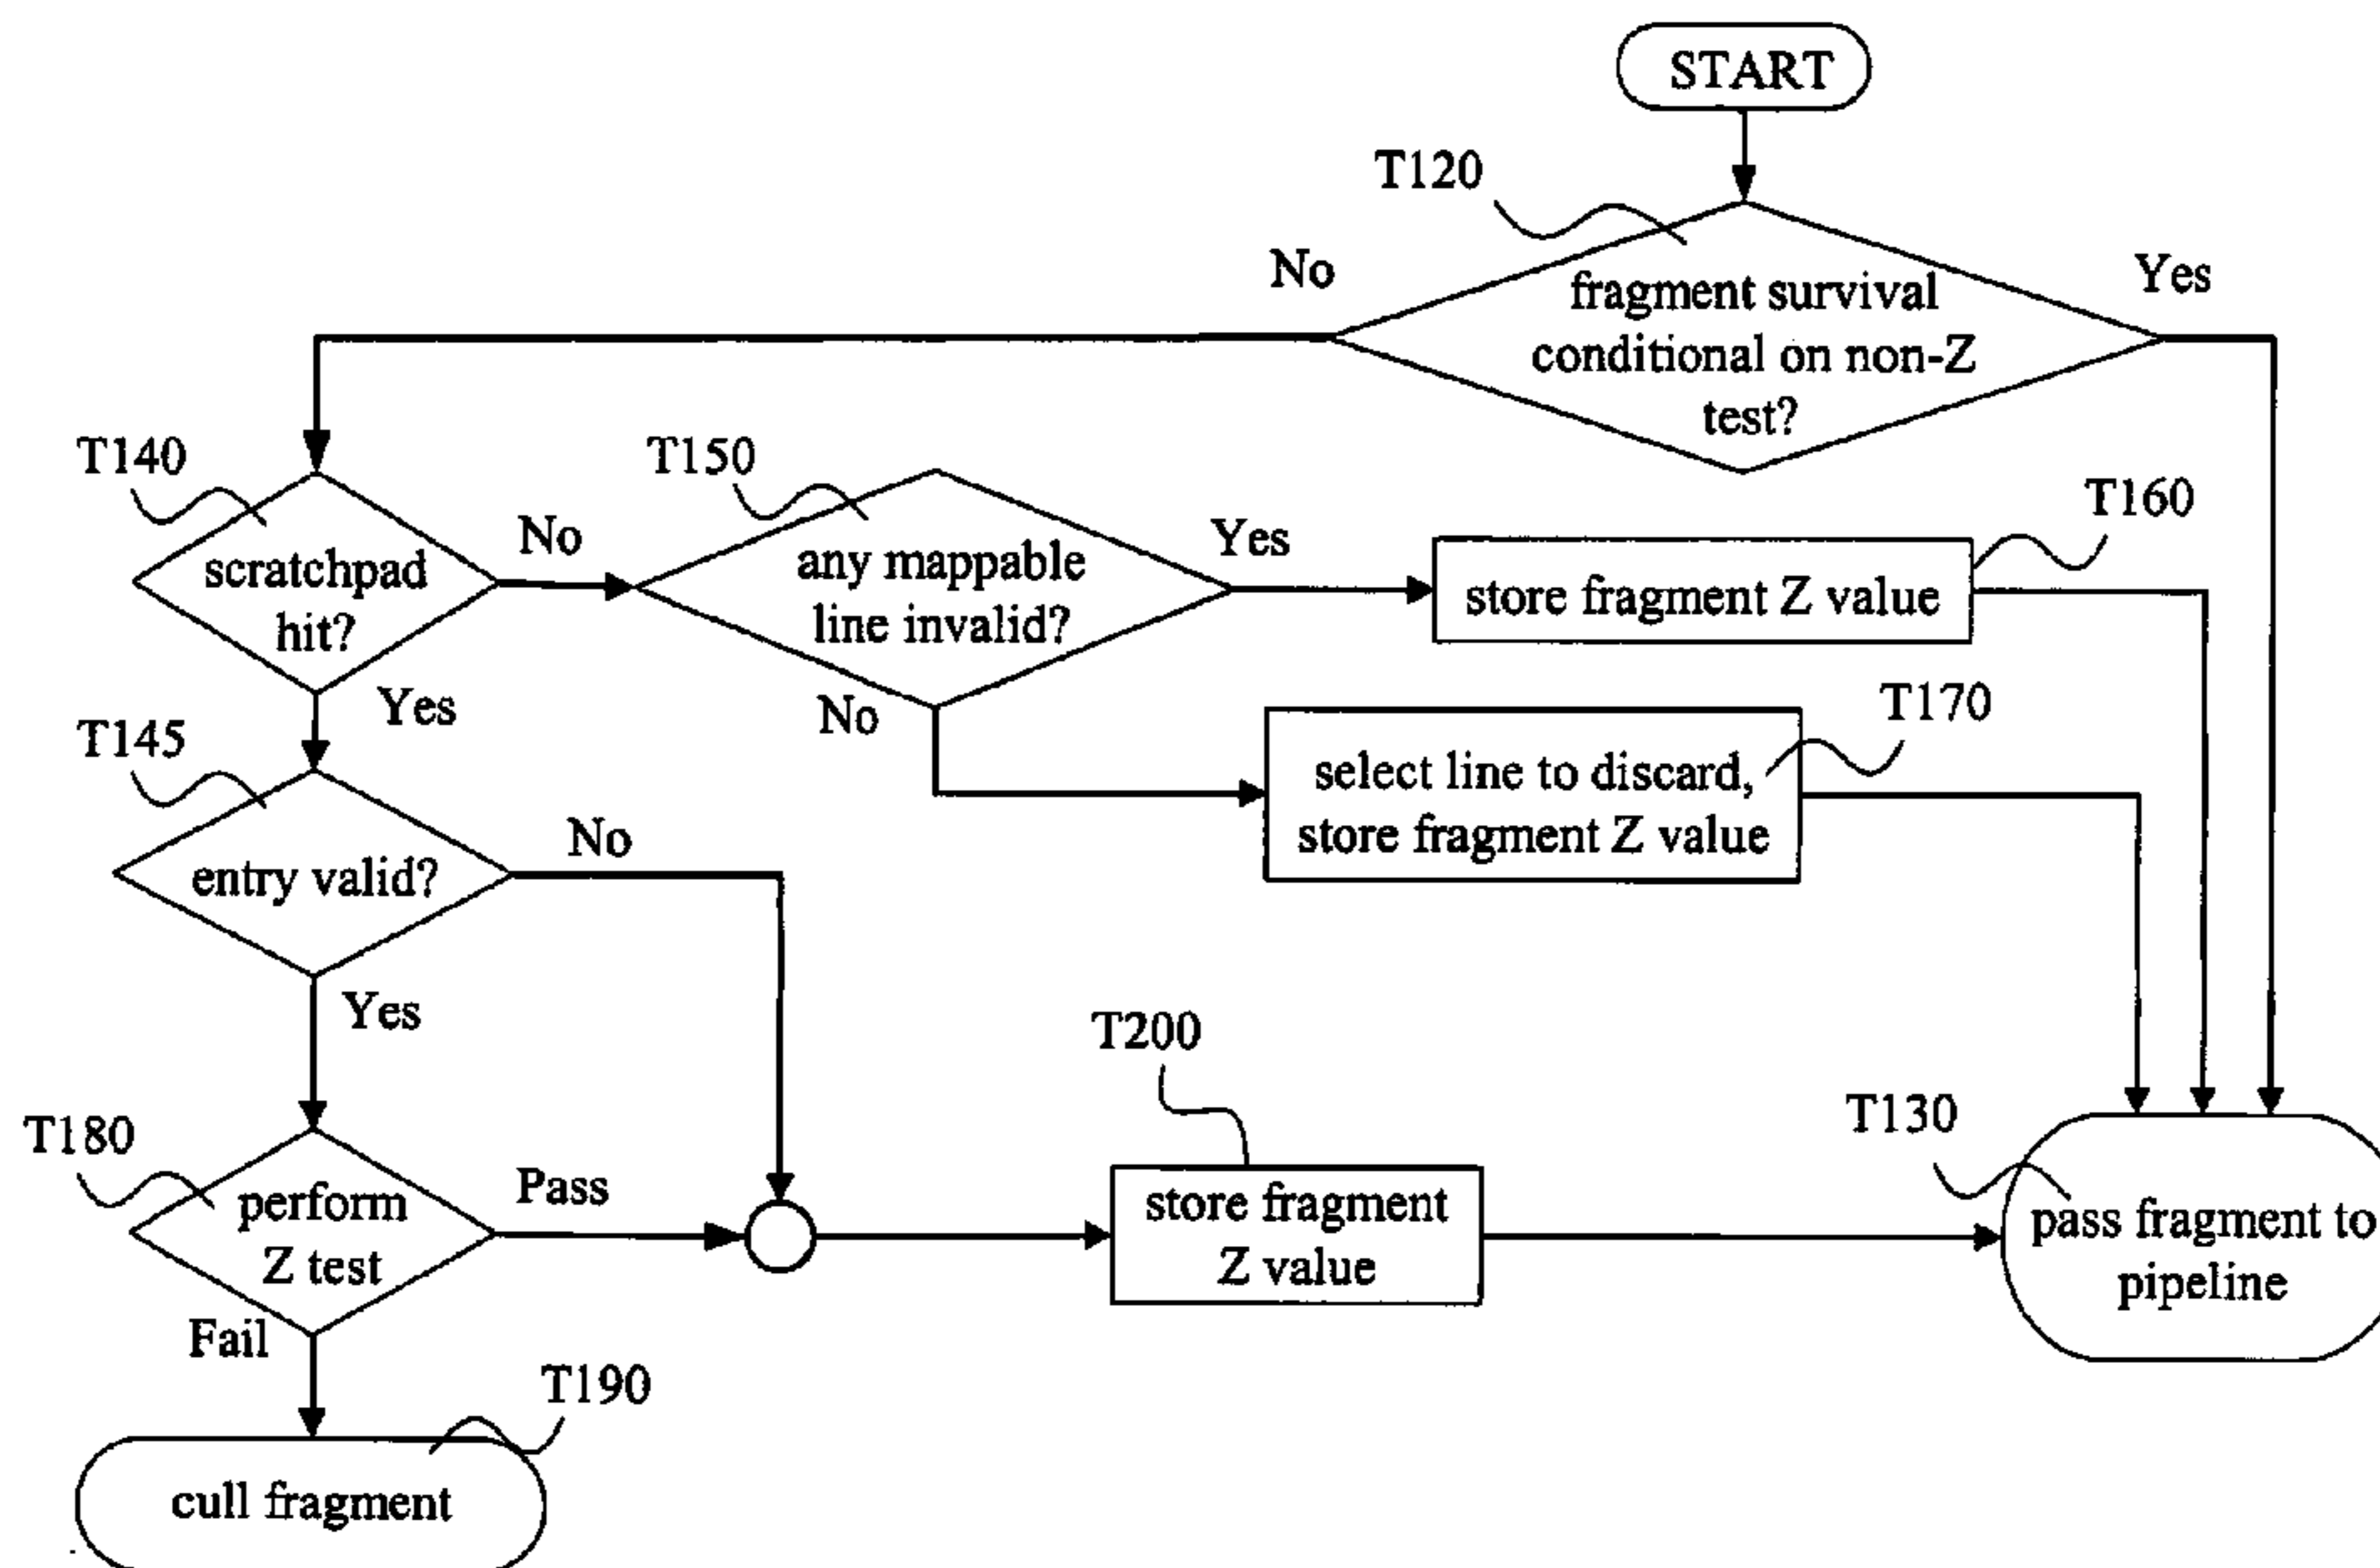 START
T120
No
fragment survival
conditional on non-Z
test?
Yes
T140
scratchpad
hit?
No
T150
any mappable
line invalid?
Yes
T160
store fragment Z value
Yes
No
T170
select line to discard,
store fragment Z value
T145
entry valid?
No
Yes
T180
perform
Z test
Pass
Fail
T200
store fragment
Z value
T130
pass fragment to
pipeline
T190
cull fragment